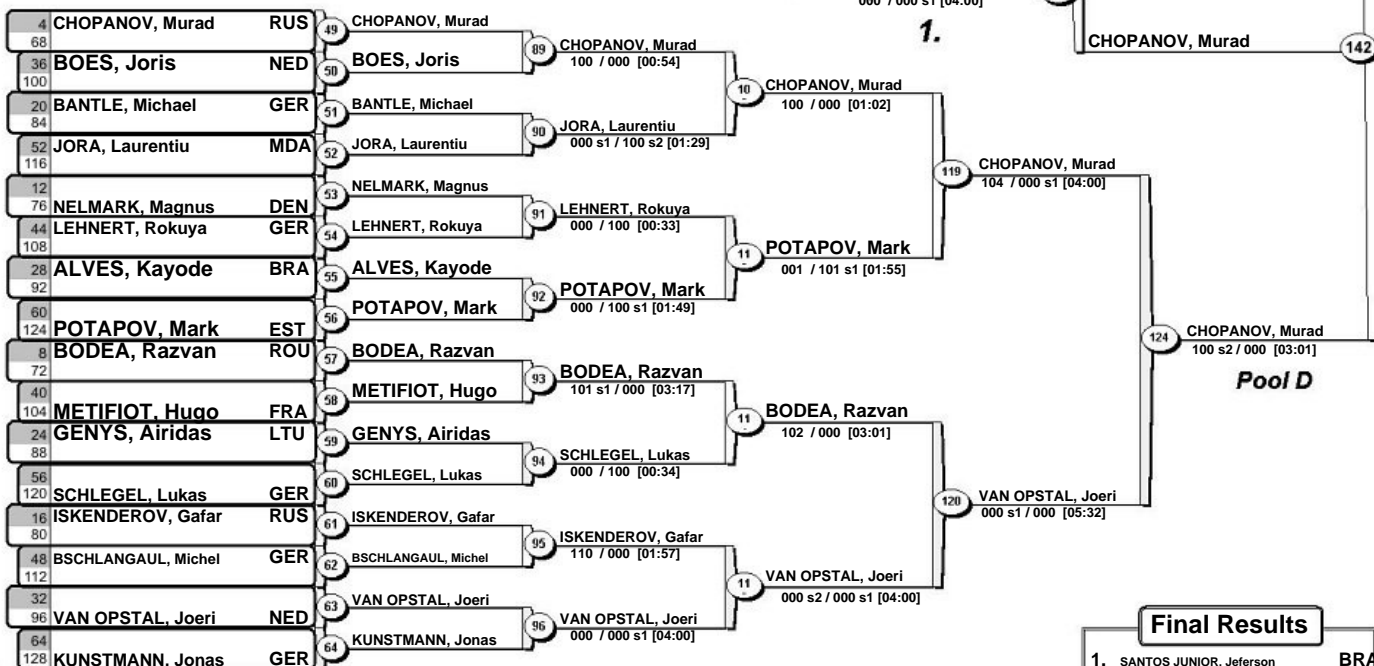 060 / 000 s1 [04:00]
1.
CHOPANOV, Murad
142
4 CHOPANOV, Murad RUS
68
49
CHOPANOV, Murad
36 BOES, Joris NED
100
50
BOES, Joris
89
CHOPANOV, Murad
100 / 000 [00:54]
20 BANTLE, Michael GER
84
51
BANTLE, Michael
52 JORA, Laurentiu MDA
116
52
JORA, Laurentiu
90
JORA, Laurentiu
000 s1 / 100 s2 [01:29]
10
CHOPANOV, Murad
100 / 000 [01:02]
12
76 NELMARK, Magnus DEN
53
NELMARK, Magnus
44 LEHNERT, Rokuya GER
108
54
LEHNERT, Rokuya
91
LEHNERT, Rokuya
000 / 100 [00:33]
28 ALVES, Kayode BRA
92
55
ALVES, Kayode
60
124 POTAPOV, Mark EST
56
POTAPOV, Mark
92
POTAPOV, Mark
000 / 100 s1 [01:49]
11
POTAPOV, Mark
001 / 101 s1 [01:55]
119
CHOPANOV, Murad
104 / 000 s1 [04:00]
8 BODEA, Razvan ROU
72
57
BODEA, Razvan
40
104 METIFIOT, Hugo FRA
58
METIFIOT, Hugo
93
BODEA, Razvan
101 s1 / 000 [03:17]
24 GENYS, Airidas LTU
88
59
GENYS, Airidas
56
120 SCHLEGEL, Lukas GER
60
SCHLEGEL, Lukas
94
SCHLEGEL, Lukas
000 / 100 [00:34]
11
BODEA, Razvan
102 / 000 [03:01]
16 ISKENDEROV, Gafar RUS
80
61
ISKENDEROV, Gafar
48 BSCHLANGAUL, Michel GER
112
62
BSCHLANGAUL, Michel
95
ISKENDEROV, Gafar
110 / 000 [01:57]
32
96 VAN OPSTAL, Joeri NED
63
VAN OPSTAL, Joeri
64
128 KUNSTMANN, Jonas GER
64
KUNSTMANN, Jonas
96
VAN OPSTAL, Joeri
000 / 000 s1 [04:00]
11
VAN OPSTAL, Joeri
000 s2 / 000 s1 [04:00]
120
VAN OPSTAL, Joeri
000 s1 / 000 [05:32]
124
CHOPANOV, Murad
100 s2 / 000 [03:01]
Pool D
Final Results
1. SANTOS JUNIOR, Jeferson BRA